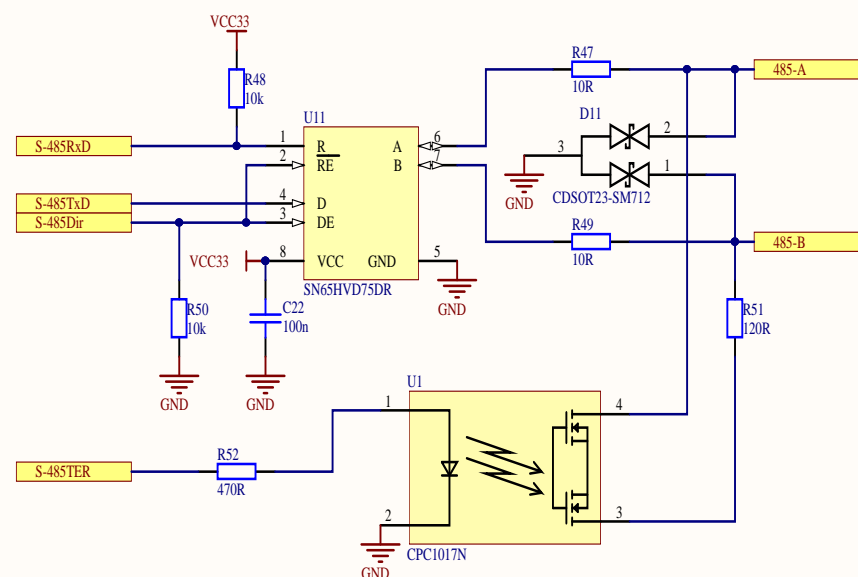 VCC33
R48
10k
R47
10R
485-A
D11
U11
S-485RxD
1
R
A
6
2
RE
B
7
3
2
1
GND
CDSOT23-SM712
S-485TxD
4
D
S-485Dir
3
DE
R49
10R
485-B
VCC33
8
VCC
GND
5
SN65HVD75DR
GND
R50
10k
C22
100n
R51
120R
GND
GND
U1
1
4
S-485TER
R52
470R
2
3
CPC1017N
GND